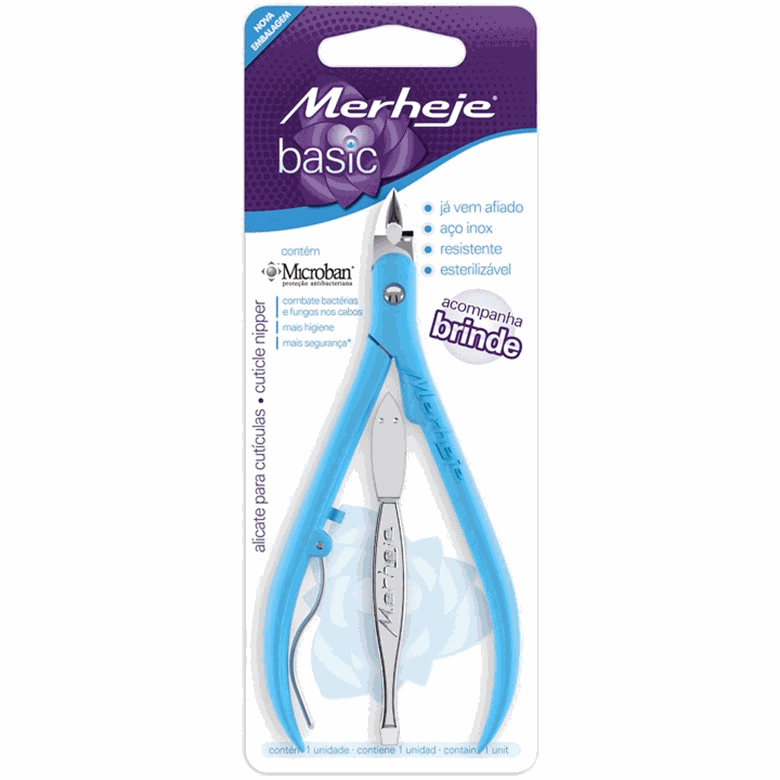 NOVA
EMBALAGEM
Merheje®
basic
já vem afiado
aço inox
resistente
esterilizável
contém
Microban®
proteção antibacteriana
combate bactérias
e fungos nos cabos
mais higiene
mais segurança*
acompanha
brinde
alicate para cutículas • cuticle nipper
Merheje
Merheje
contém 1 unidade · contiene 1 unidad · contains 1 unit